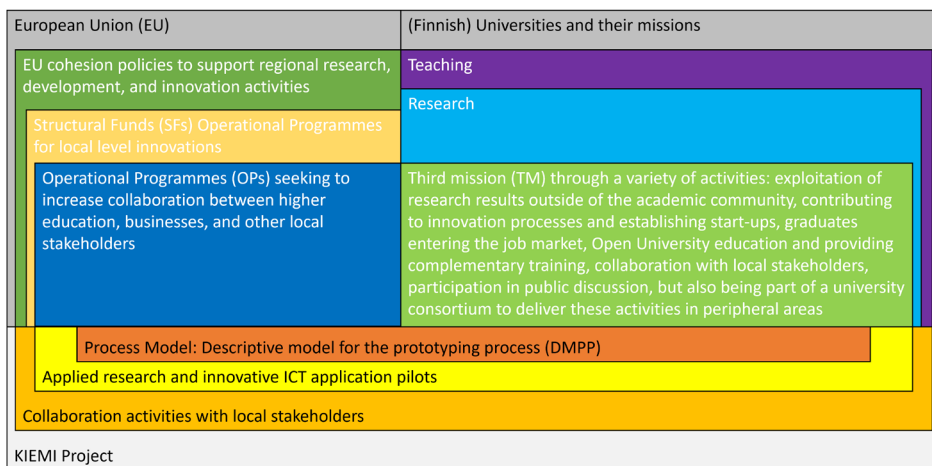 European Union (EU)
(Finnish) Universities and their missions
EU cohesion policies to support regional research,
development, and innovation activities
Structural Funds (SFs) Operational Programmes
for local level innovations
Operational Programmes (OPs) seeking to
increase collaboration between higher
education, businesses, and other local
stakeholders
Teaching
Research
Third mission (TM) through a variety of activities: exploitation of
research results outside of the academic community, contributing
to innovation processes and establishing start-ups, graduates
entering the job market, Open University education and providing
complementary training, collaboration with local stakeholders,
participation in public discussion, but also being part of a university
consortium to deliver these activities in peripheral areas
Process Model: Descriptive model for the prototyping process (DMPP)
Applied research and innovative ICT application pilots
Collaboration activities with local stakeholders
KIEMI Project